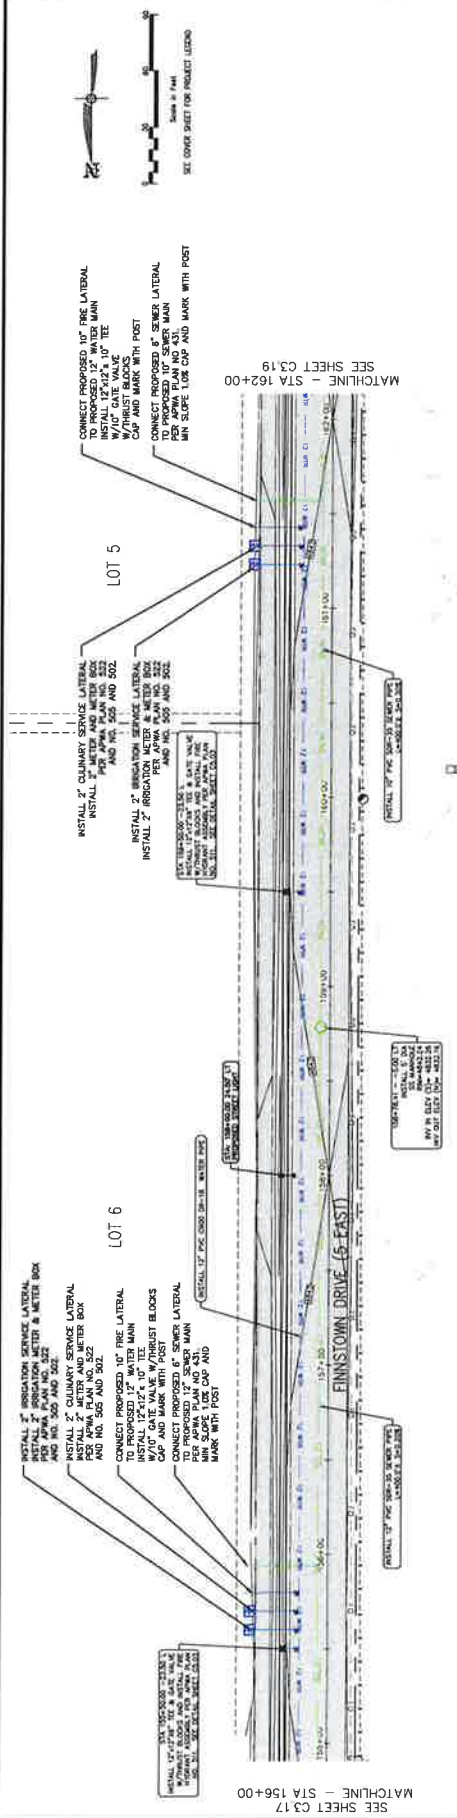 INSTALL 2" IRRIGATION SERVICE LATERAL
INSTALL 2" IRRIGATION METER & METER BOX
PER APWA PLAN NO. 522
AND NO. 505 AND 502.
INSTALL 2" CULINARY SERVICE LATERAL
INSTALL 2" METER AND METER BOX
PER APWA PLAN NO. 522
AND NO. 505 AND 502.
CONNECT PROPOSED 10" FIRE LATERAL
TO PROPOSED 12" WATER MAIN
INSTALL 12"x12"x 10" TEE
W/10" GATE VALVE W/THRUST BLOCKS
CAP AND MARK WITH POST
CONNECT PROPOSED 6" SEWER LATERAL
TO PROPOSED 12" SEWER MAIN
PER APWA PLAN NO 431.
MIN SLOPE 1.0% CAP AND
MARK WITH POST
LOT 6
INSTALL 2" CULINARY SERVICE LATERAL
INSTALL 2" METER AND METER BOX
PER APWA PLAN NO. 522
AND NO. 505 AND 502.
INSTALL 2" IRRIGATION SERVICE LATERAL
INSTALL 2" IRRIGATION METER & METER BOX
PER APWA PLAN NO. 522
AND NO. 505 AND 502.
LOT 5
CONNECT PROPOSED 10" FIRE LATERAL
TO PROPOSED 12" WATER MAIN
INSTALL 12"x12"x 10" TEE
W/10" GATE VALVE
W/THRUST BLOCKS
CAP AND MARK WITH POST
CONNECT PROPOSED 6" SEWER LATERAL
TO PROPOSED 10" SEWER MAIN
PER APWA PLAN NO 431.
MIN SLOPE 1.0% CAP AND MARK WITH POST
Scale in Feet
SEE COVER SHEET FOR PROJECT LEGEND
INSTALL 12" PVC C900 DR-18 WATER PIPE
PROPOSED STREET LIGHT
156+00
157+00
158+00
159+00
160+00
161+00
162+00
FINNSTOWN DRIVE (5 EAST)
INSTALL 12" PVC SDR-35 SEWER PIPE
INSTALL 10" PVC SDR-35 SEWER PIPE
INSTALL 5' DIA
SS MANHOLE
MATCHLINE - STA 156+00
SEE SHEET C3.17
MATCHLINE - STA 162+00
SEE SHEET C3.19